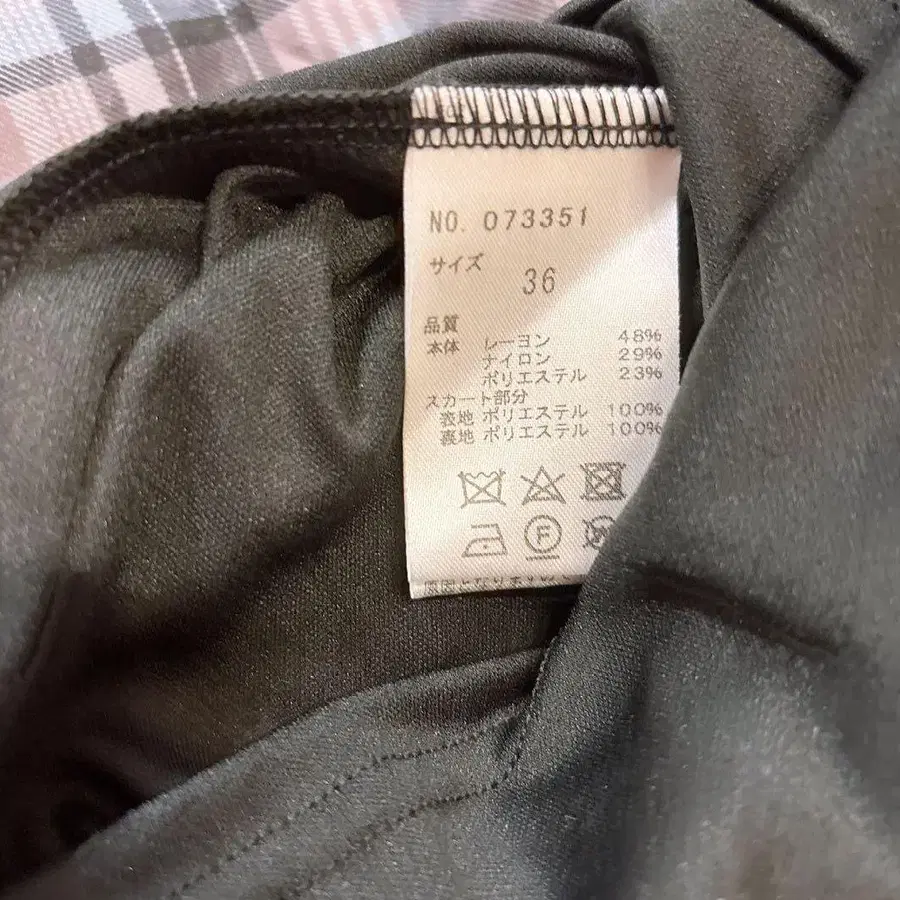 NO. 073351
サイズ
36
品質
本体 レーヨン 48%
ナイロン 29%
ポリエステル 23%
スカート部分
表地 ポリエステル 100%
裏地 ポリエステル 100%
F